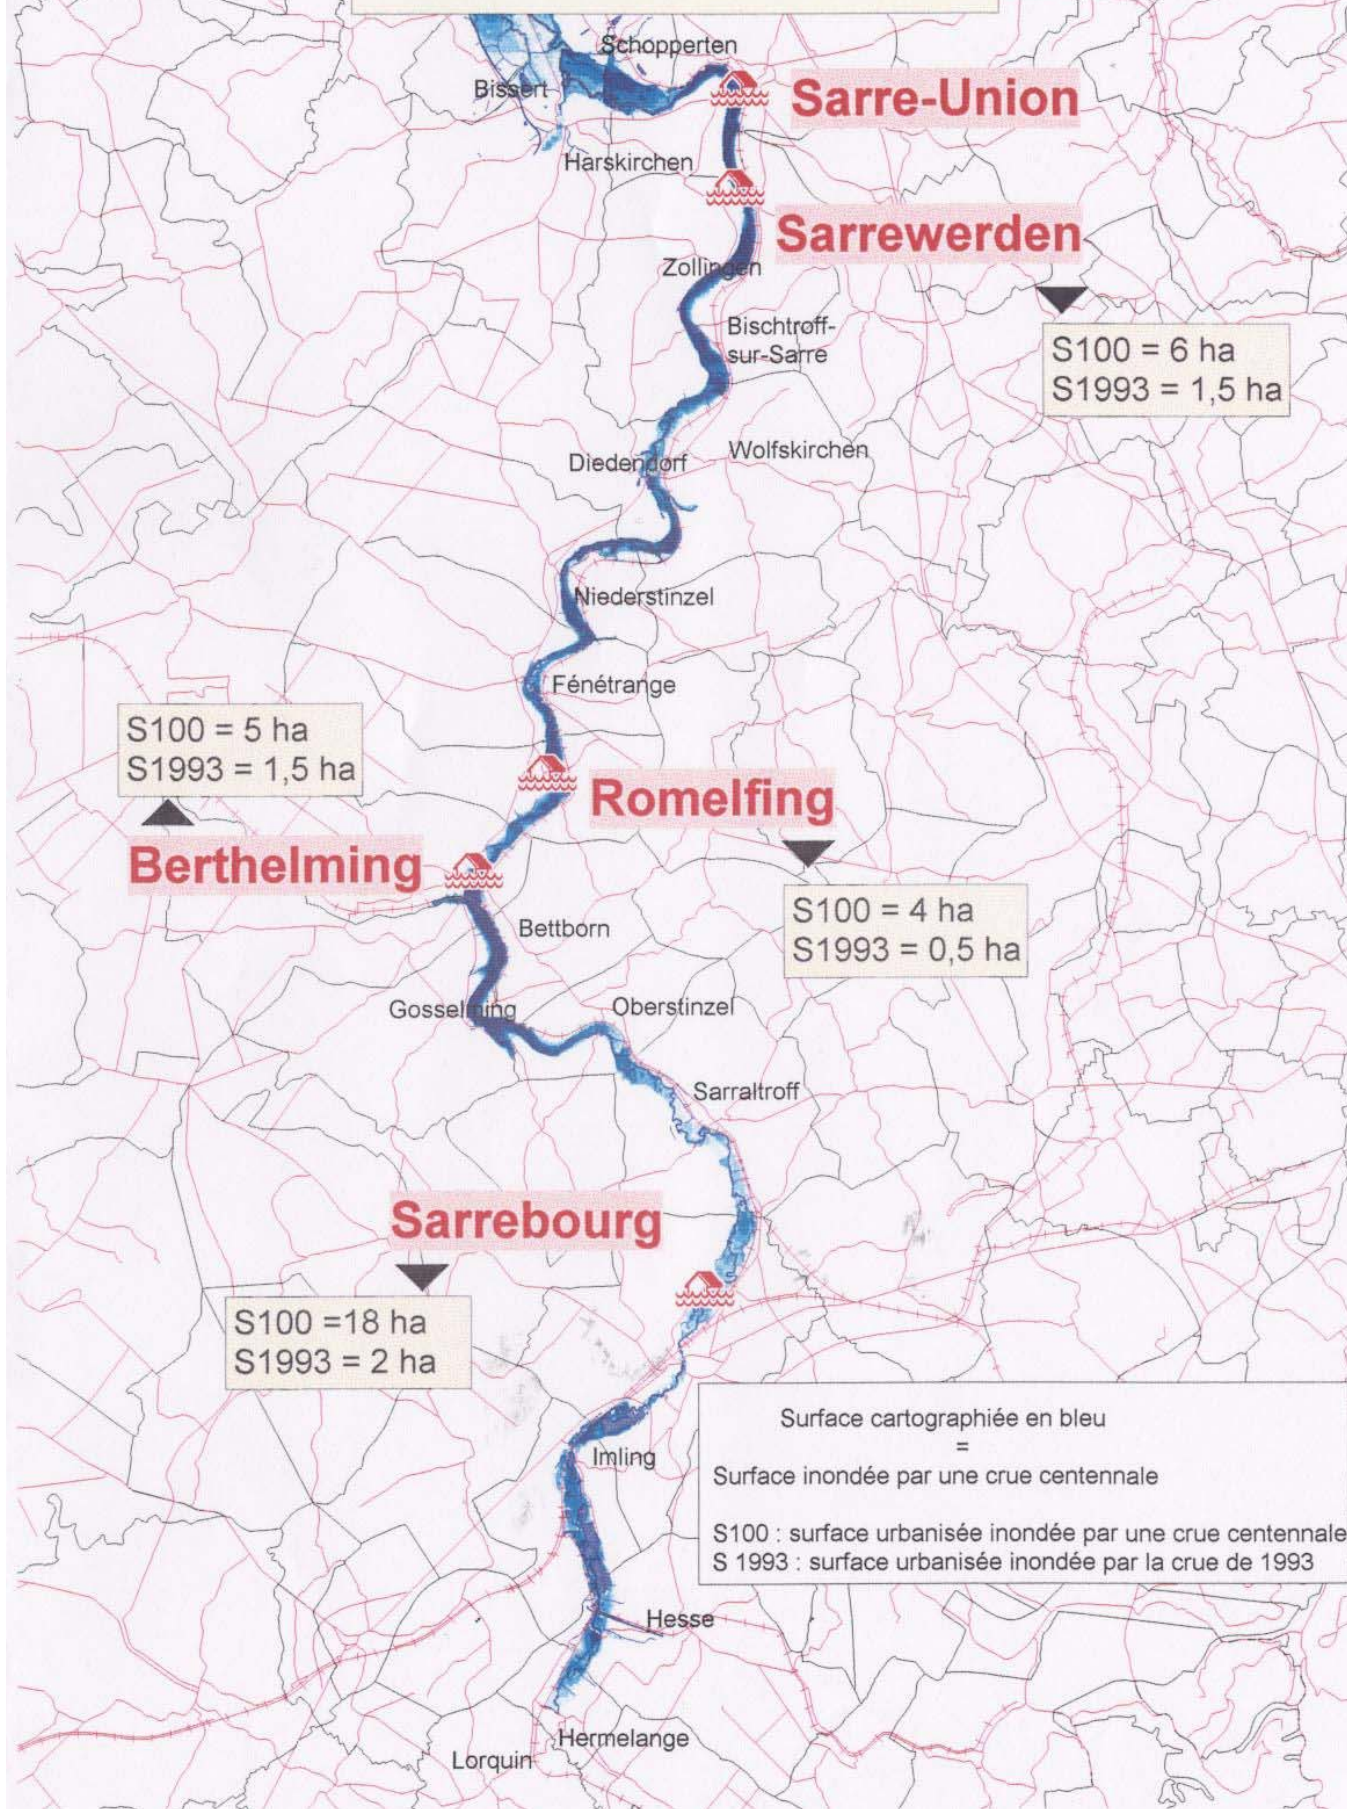 Schopperten
Bissert
Sarre-Union
Harskirchen
Sarrewerden
Zollingen
Bischtroff-
sur-Sarre
S100 = 6 ha
S1993 = 1,5 ha
Wolfskirchen
Diedendorf
Niederstinzel
Fénétrange
S100 = 5 ha
S1993 = 1,5 ha
Romelfing
Berthelming
S100 = 4 ha
S1993 = 0,5 ha
Bettborn
Gosselming
Oberstinzel
Sarraltroff
Sarrebourg
S100 =18 ha
S1993 = 2 ha
Surface cartographiée en bleu
=
Surface inondée par une crue centennale
S100 : surface urbanisée inondée par une crue centennale
S 1993 : surface urbanisée inondée par la crue de 1993
Imling
Hesse
Hermelange
Lorquin